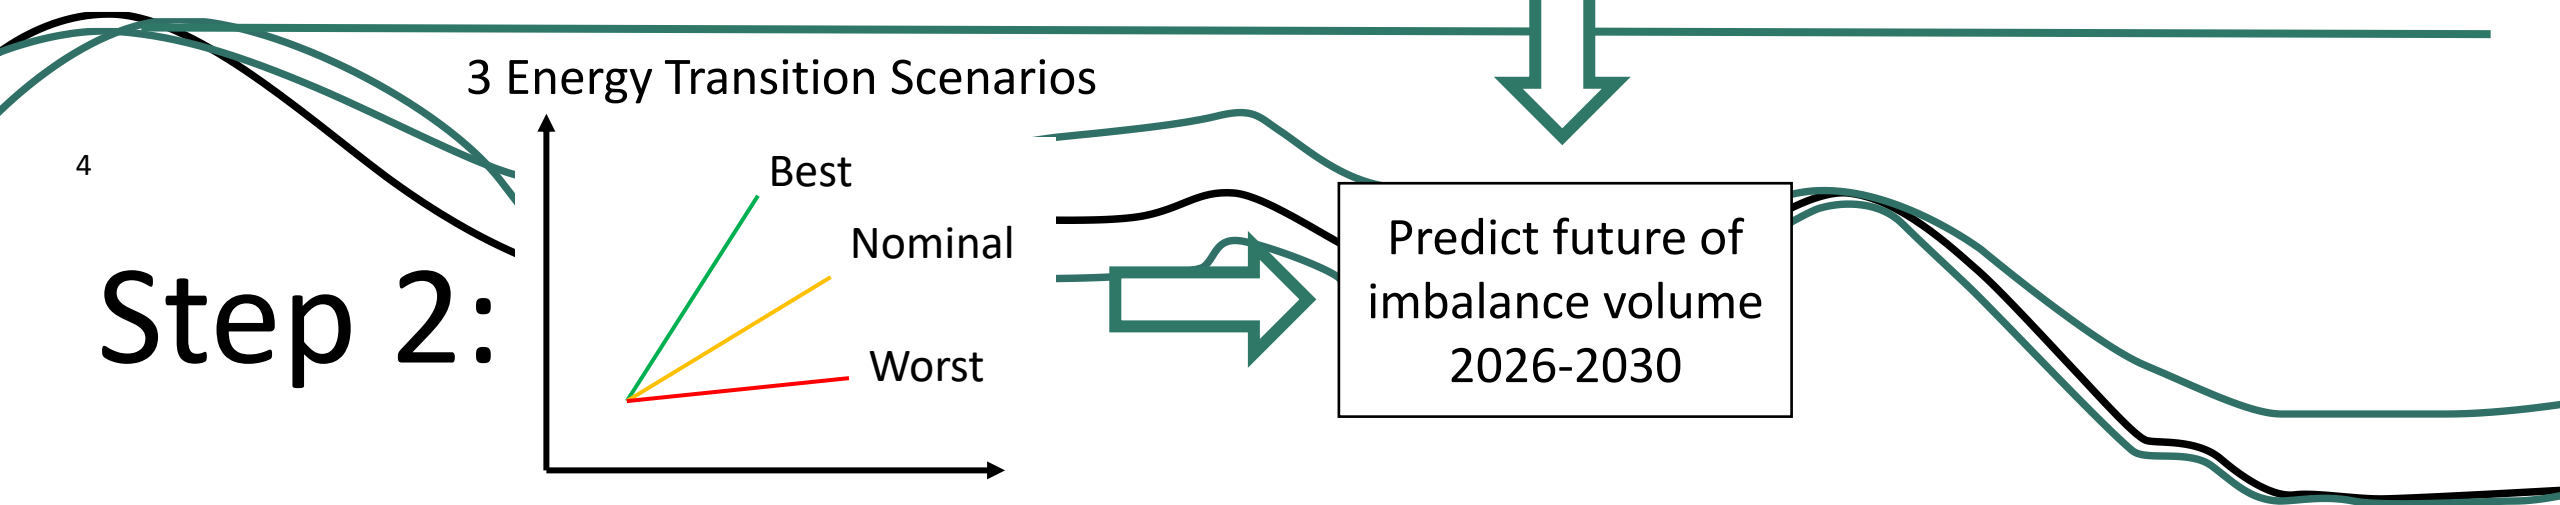 3 Energy Transition Scenarios
4
Step 2:
Best
Nominal
Worst
Predict future of
imbalance volume
2026-2030